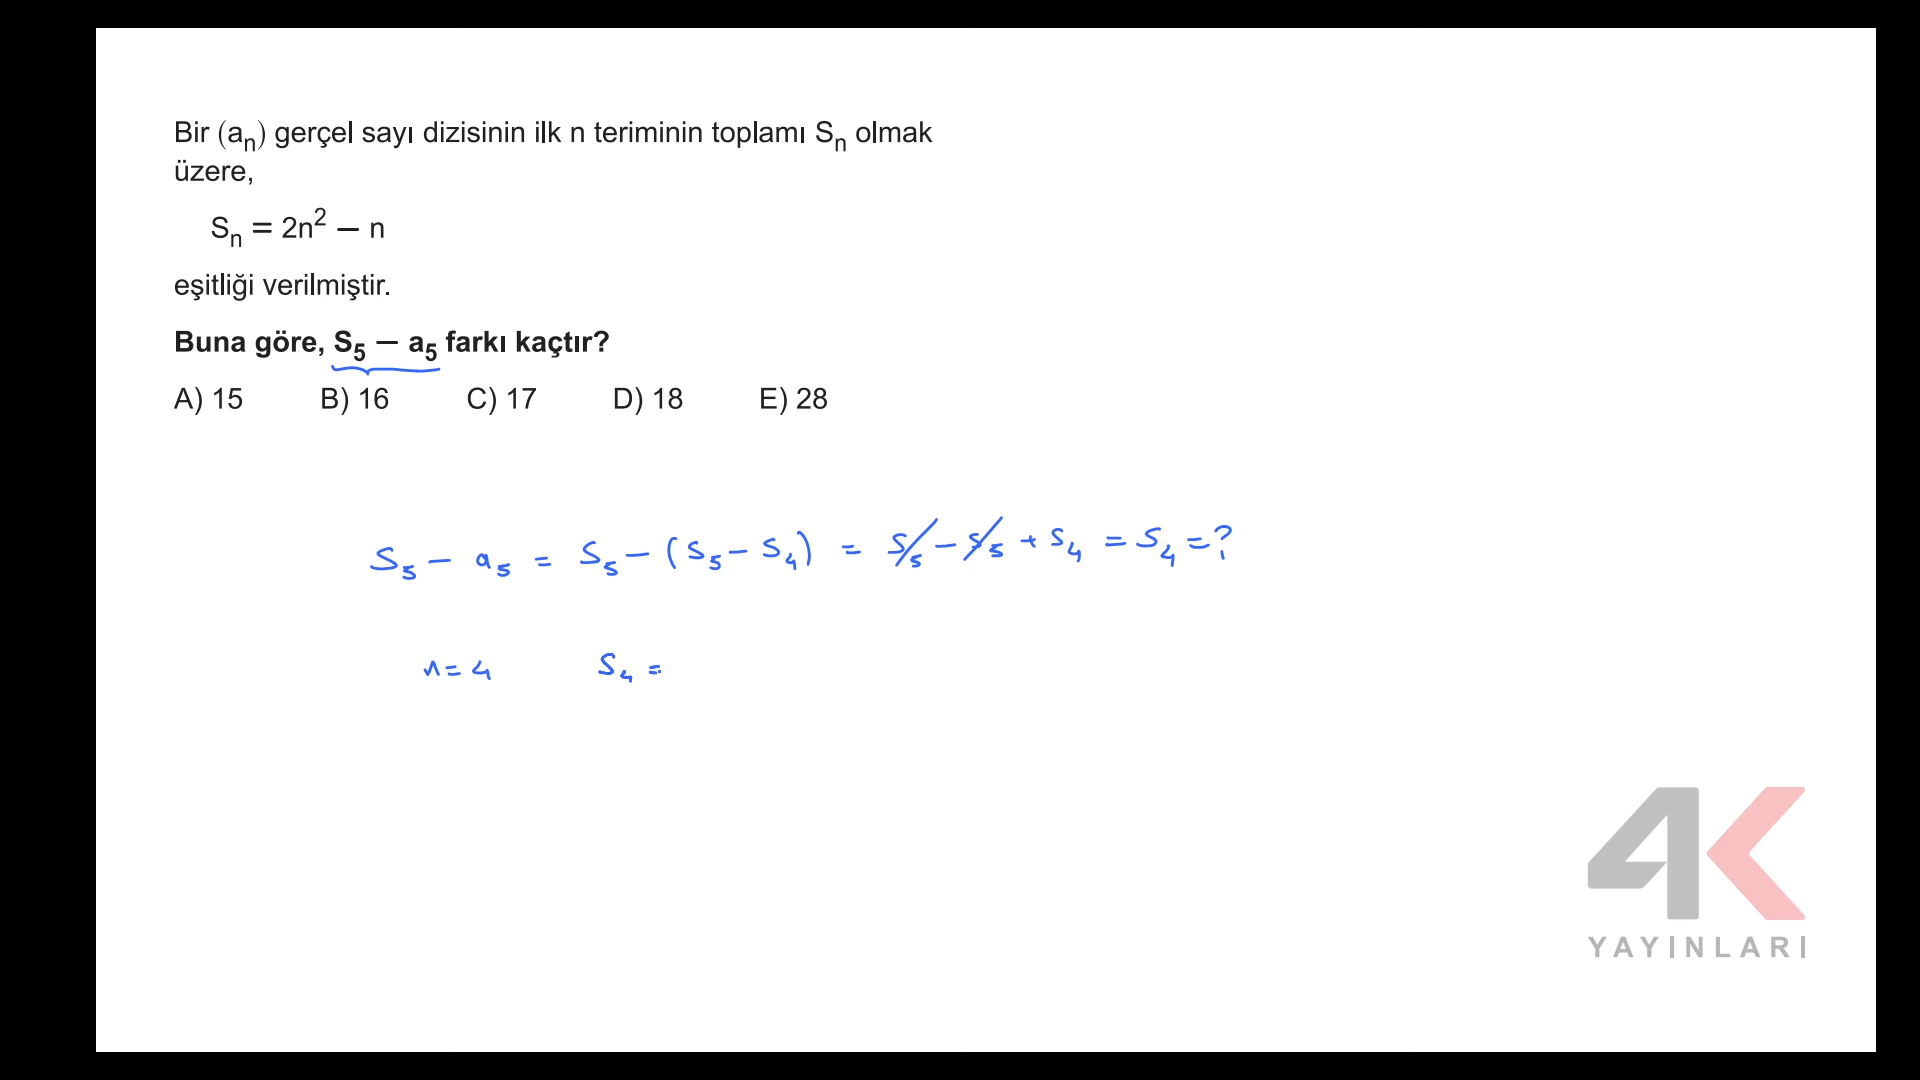 Bir (aₙ) gerçel sayı dizisinin ilk n teriminin toplamı Sₙ olmak
üzere,
Sₙ = 2n² − n
eşitliği verilmiştir.
Buna göre, S₅ − a₅ farkı kaçtır?
A) 15 B) 16 C) 17 D) 18 E) 28
S₅ − a₅ = S₅ − (S₅ − S₄) = S₅ − S₅ + S₄ = S₄ = ?
n = 4 S₄ =
4K
YAYINLARI